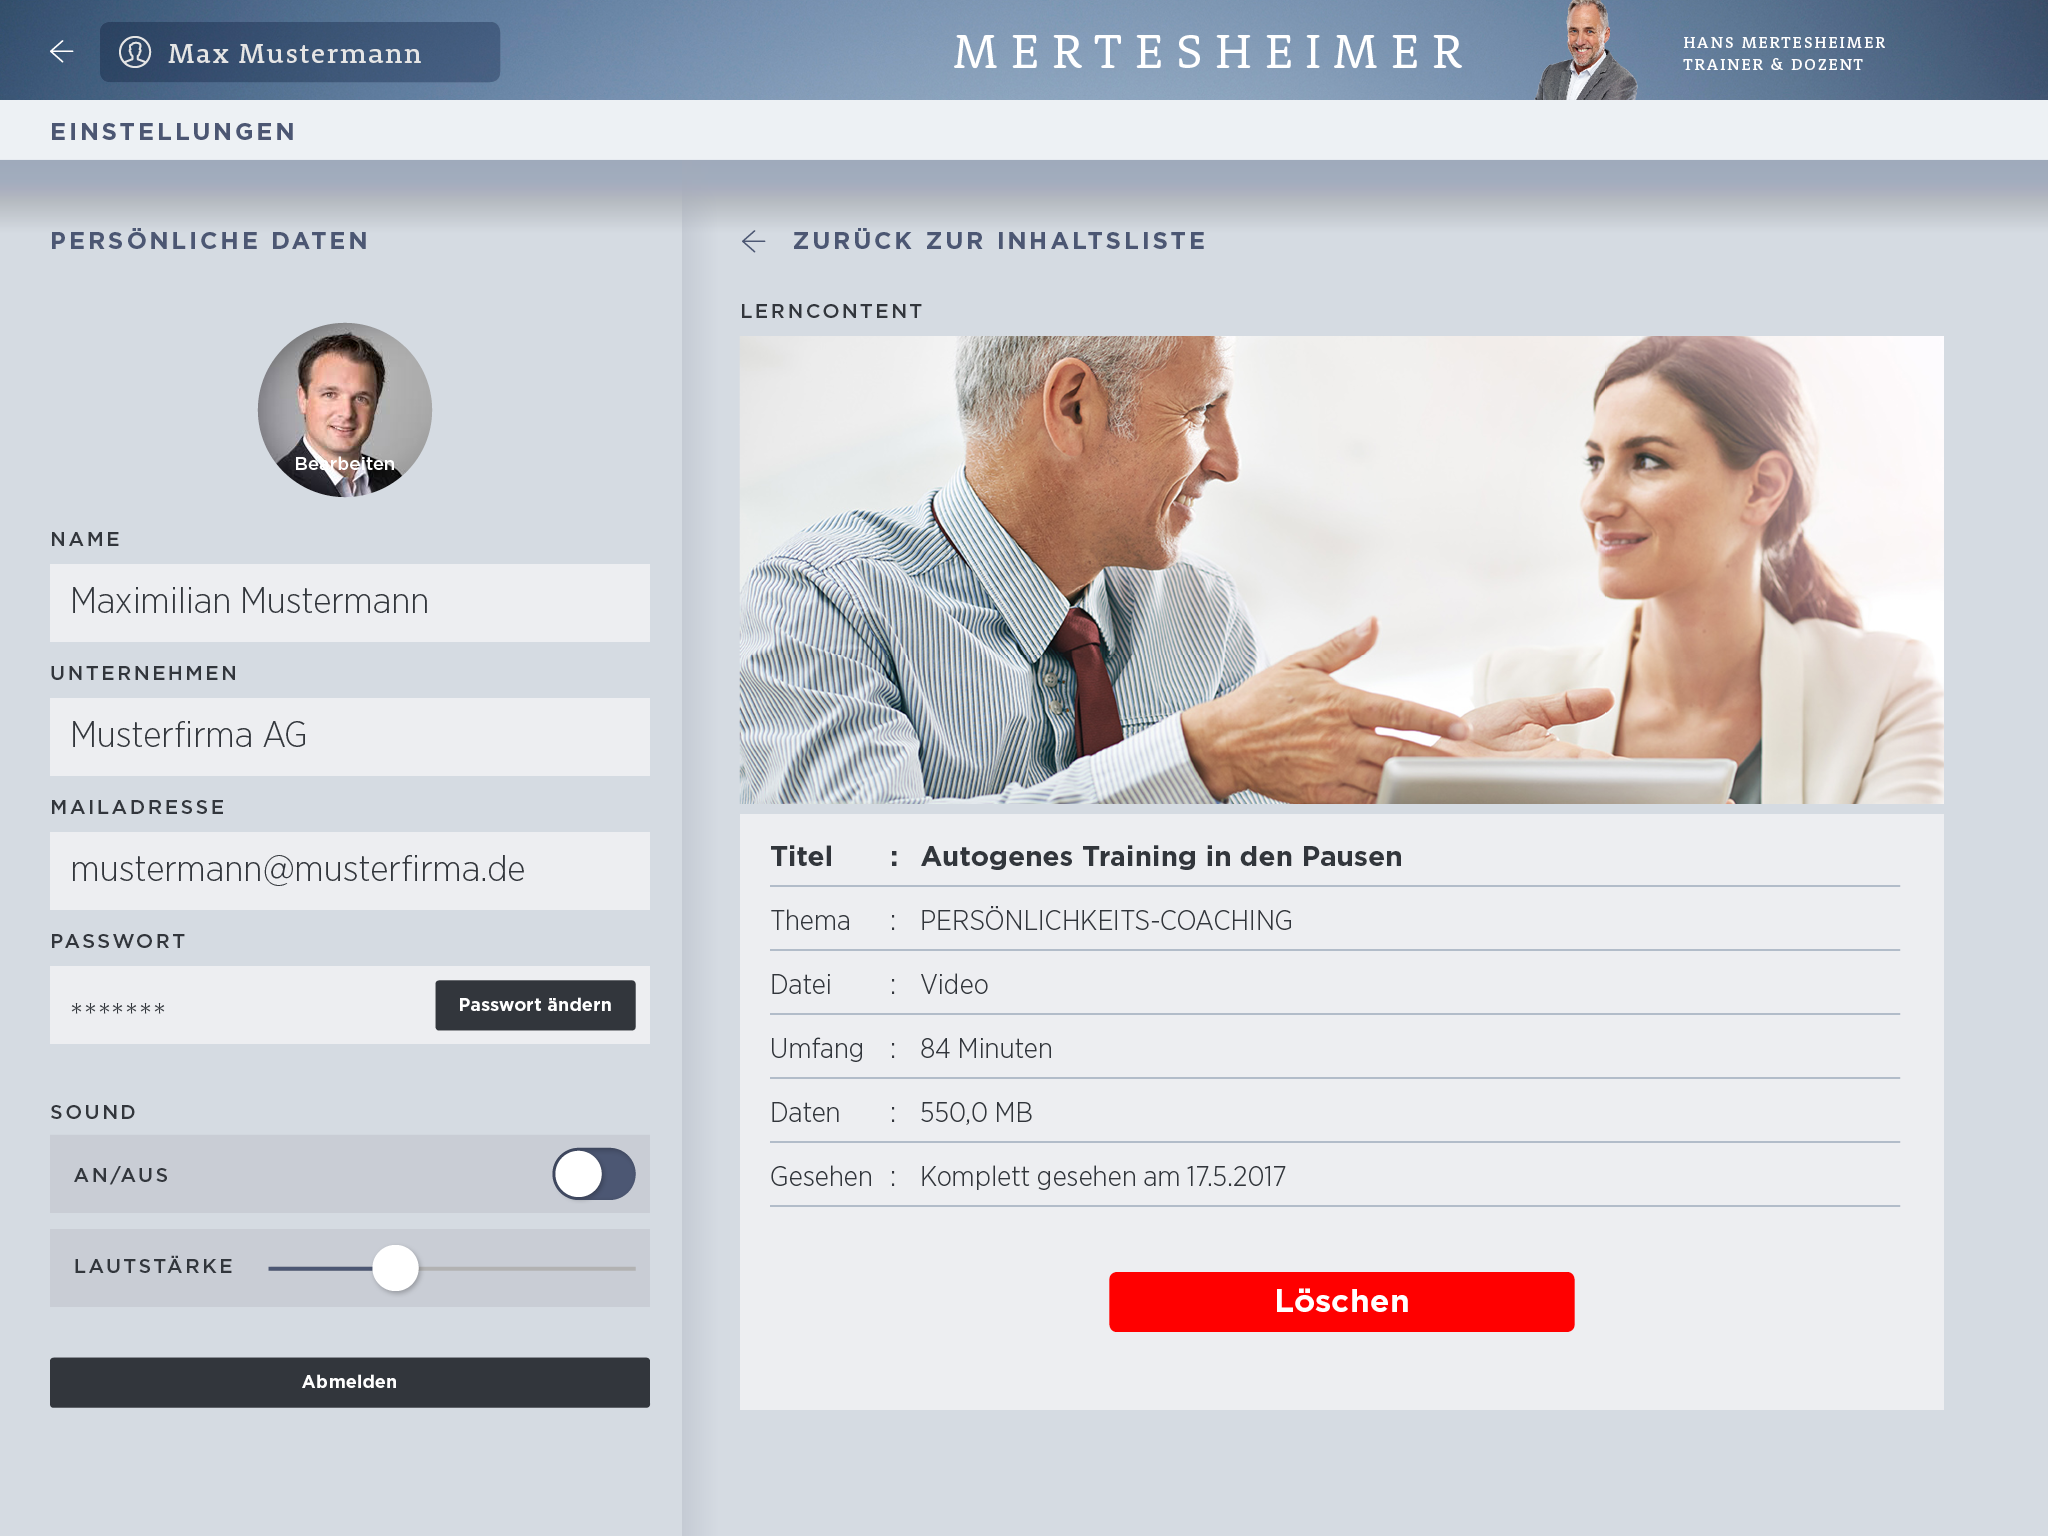 Max Mustermann
MERTESHEIMER
HANS MERTESHEIMER
TRAINER & DOZENT
EINSTELLUNGEN
PERSÖNLICHE DATEN
Bearbeiten
NAME
Maximilian Mustermann
UNTERNEHMEN
Musterfirma AG
MAILADRESSE
mustermann@musterfirma.de
PASSWORT
*******
Passwort ändern
SOUND
AN/AUS
LAUTSTÄRKE
Abmelden
ZURÜCK ZUR INHALTSLISTE
LERNCONTENT
Titel : Autogenes Training in den Pausen
Thema : PERSÖNLICHKEITS-COACHING
Datei : Video
Umfang : 84 Minuten
Daten : 550,0 MB
Gesehen : Komplett gesehen am 17.5.2017
Löschen